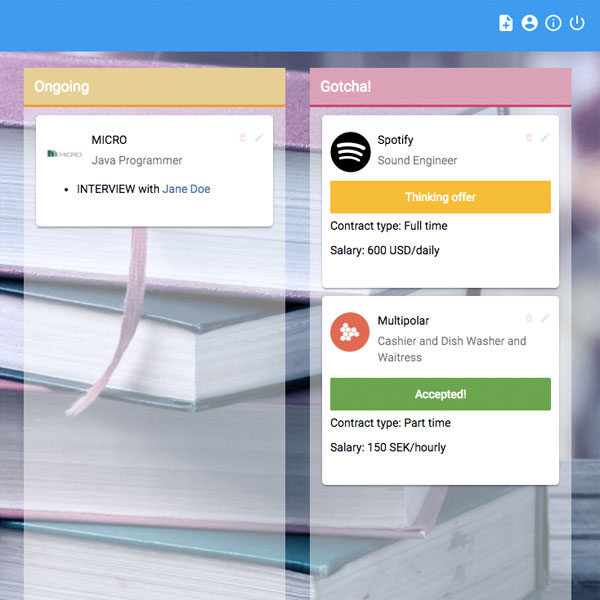 Ongoing
MICRO
MICRO
Java Programmer
INTERVIEW with Jane Doe
Gotcha!
Spotify
Sound Engineer
Thinking offer
Contract type: Full time
Salary: 600 USD/daily
Multipolar
Cashier and Dish Washer and
Waitress
Accepted!
Contract type: Part time
Salary: 150 SEK/hourly